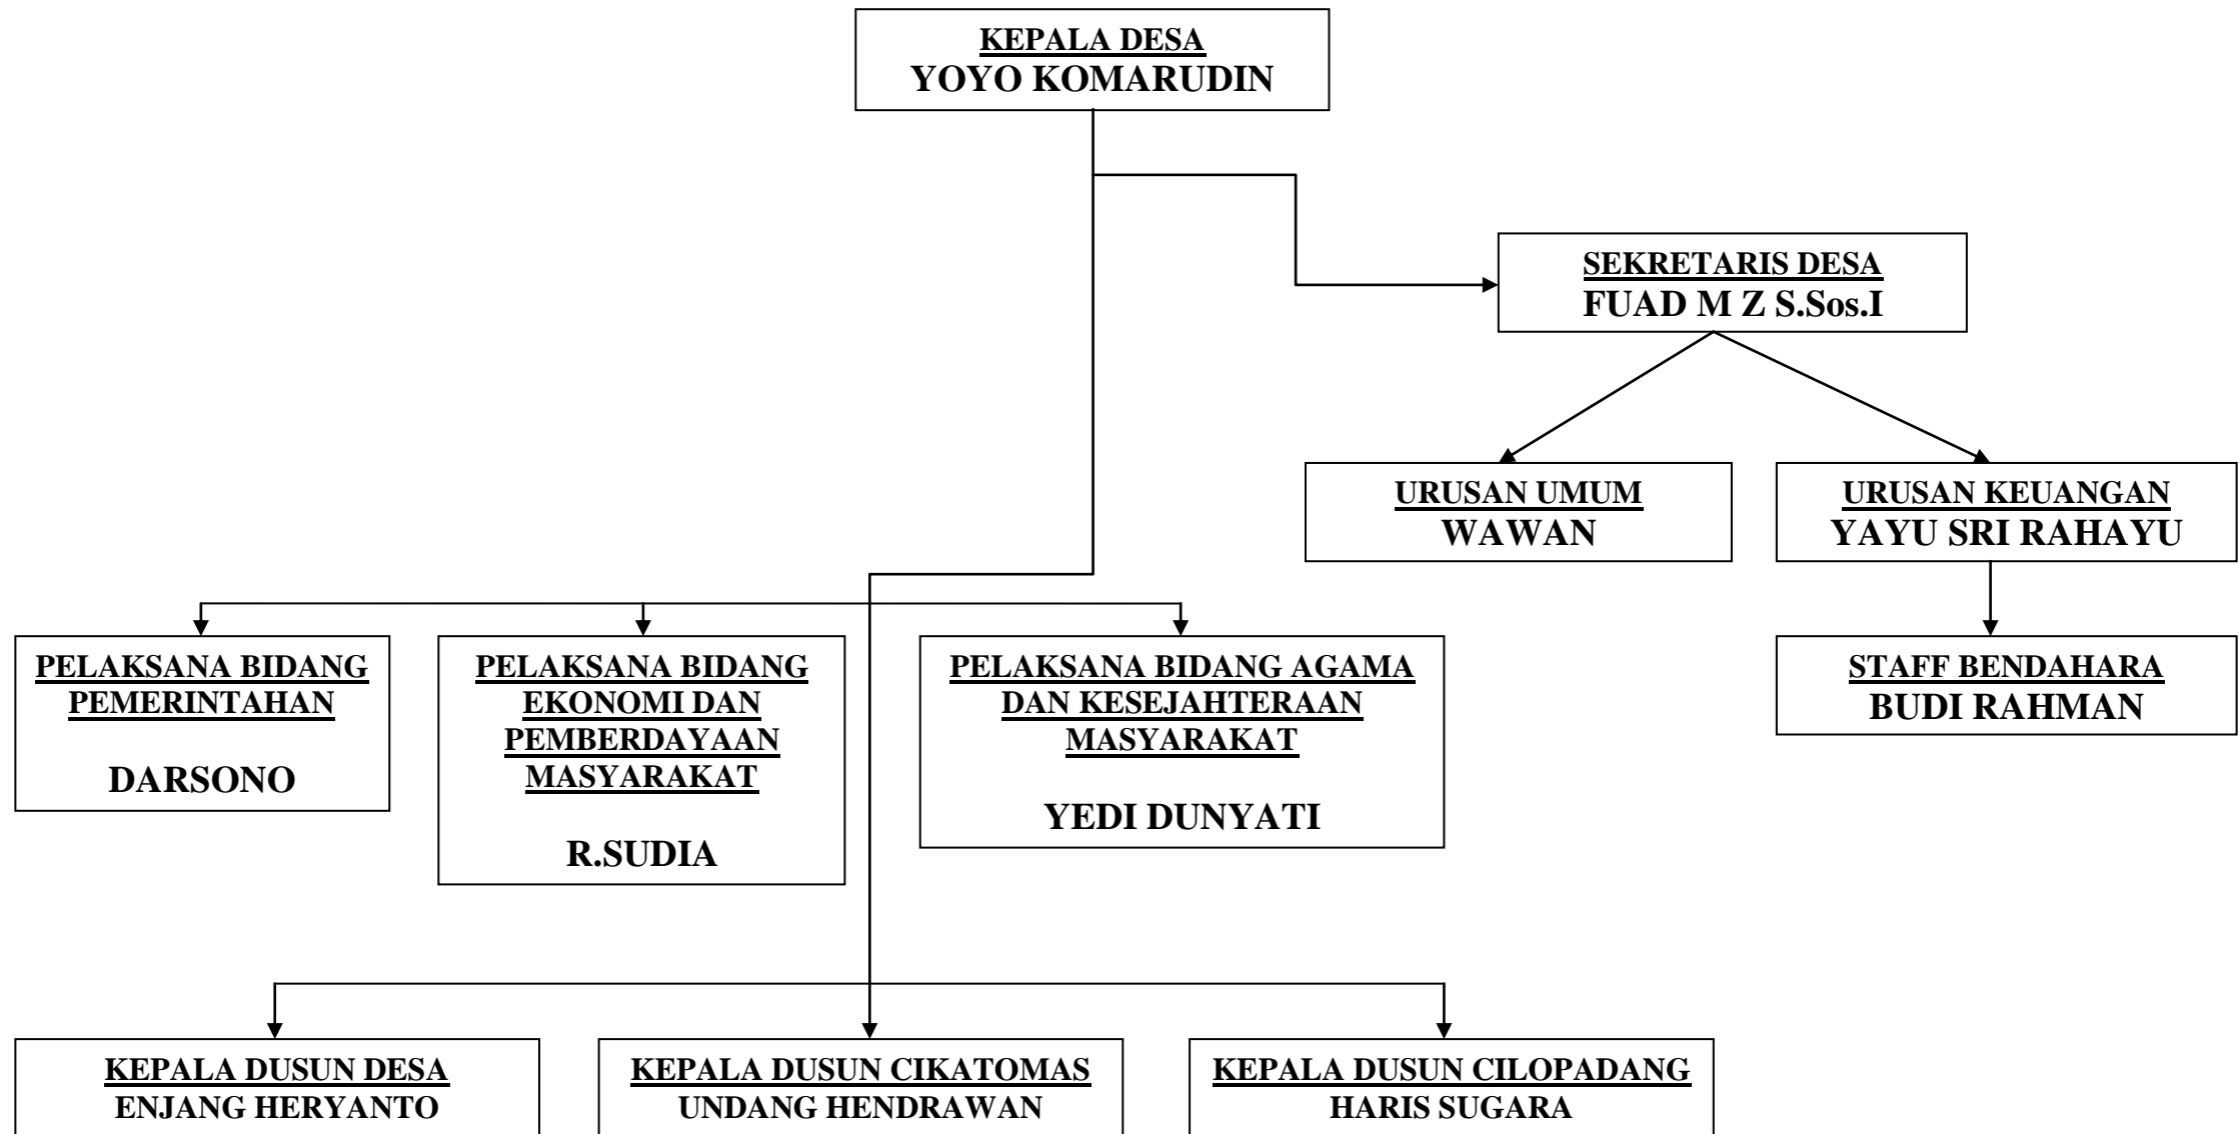 KEPALA DESA
YOYO KOMARUDIN
SEKRETARIS DESA
FUAD M Z S.Sos.I
URUSAN UMUM
WAWAN
URUSAN KEUANGAN
YAYU SRI RAHAYU
PELAKSANA BIDANG
PEMERINTAHAN
DARSONO
PELAKSANA BIDANG
EKONOMI DAN
PEMBERDAYAAN
MASYARAKAT
R.SUDIA
PELAKSANA BIDANG AGAMA
DAN KESEJAHTERAAN
MASYARAKAT
YEDI DUNYATI
STAFF BENDAHARA
BUDI RAHMAN
KEPALA DUSUN DESA
ENJANG HERYANTO
KEPALA DUSUN CIKATOMAS
UNDANG HENDRAWAN
KEPALA DUSUN CILOPADANG
HARIS SUGARA